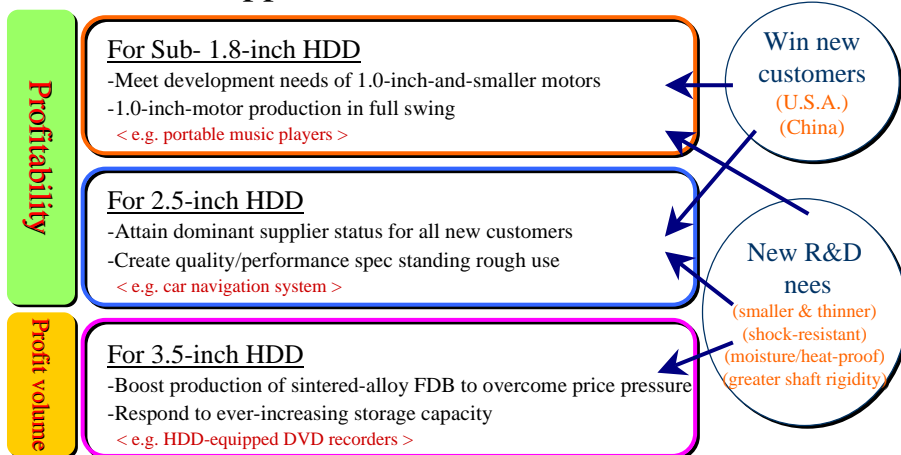 Profitability
For Sub- 1.8-inch HDD
-Meet development needs of 1.0-inch-and-smaller motors
-1.0-inch-motor production in full swing
< e.g. portable music players >
For 2.5-inch HDD
-Attain dominant supplier status for all new customers
-Create quality/performance spec standing rough use
< e.g. car navigation system >
Profit volume
For 3.5-inch HDD
-Boost production of sintered-alloy FDB to overcome price pressure
-Respond to ever-increasing storage capacity
< e.g. HDD-equipped DVD recorders >
Win new
customers
(U.S.A.)
(China)
New R&D
nees
(smaller & thinner)
(shock-resistant)
(moisture/heat-proof)
(greater shaft rigidity)